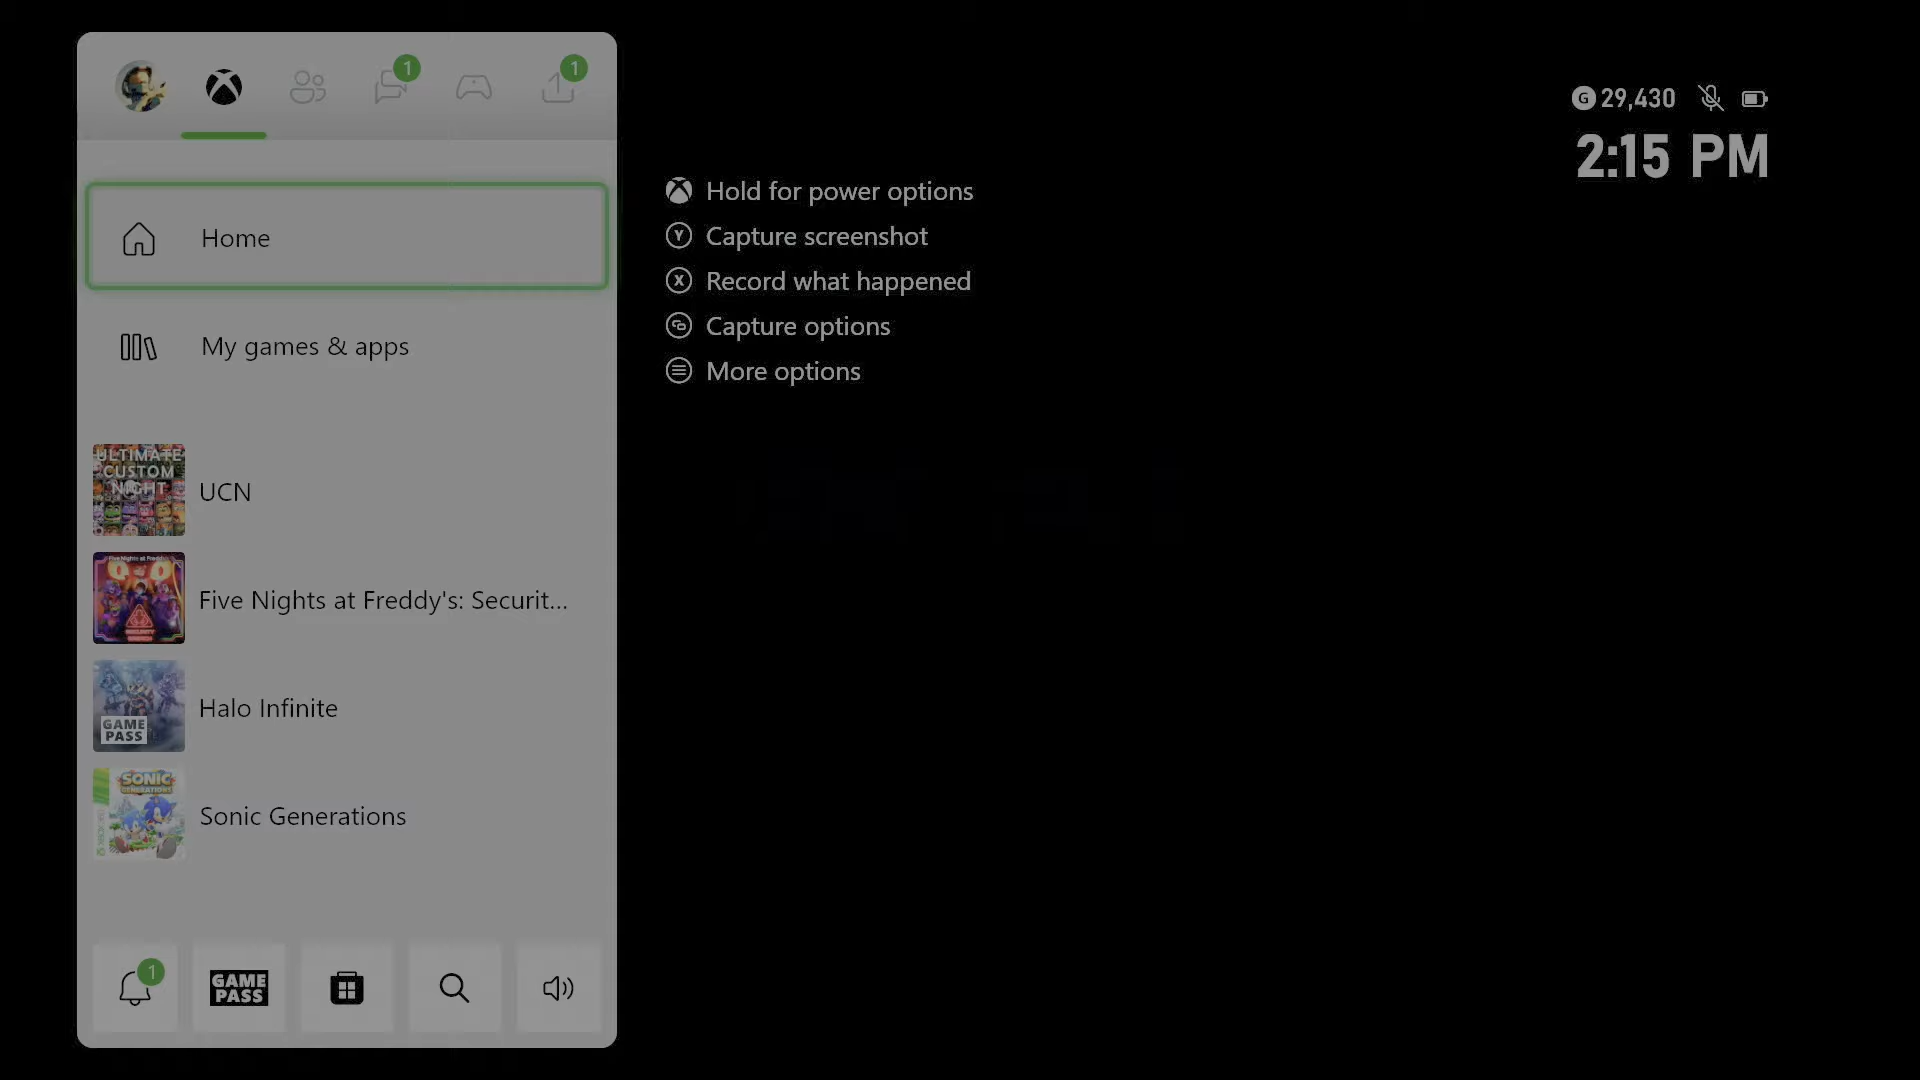 1
1
29,430
2:15 PM
Home
My games & apps
Hold for power options
Y Capture screenshot
X Record what happened
Capture options
More options
ULTIMATE
CUSTOM
NIGHT
UCN
Five Nights at Freddy's: Securit...
GAME
PASS
Halo Infinite
SONIC
GENERATIONS
Sonic Generations
1
GAME
PASS